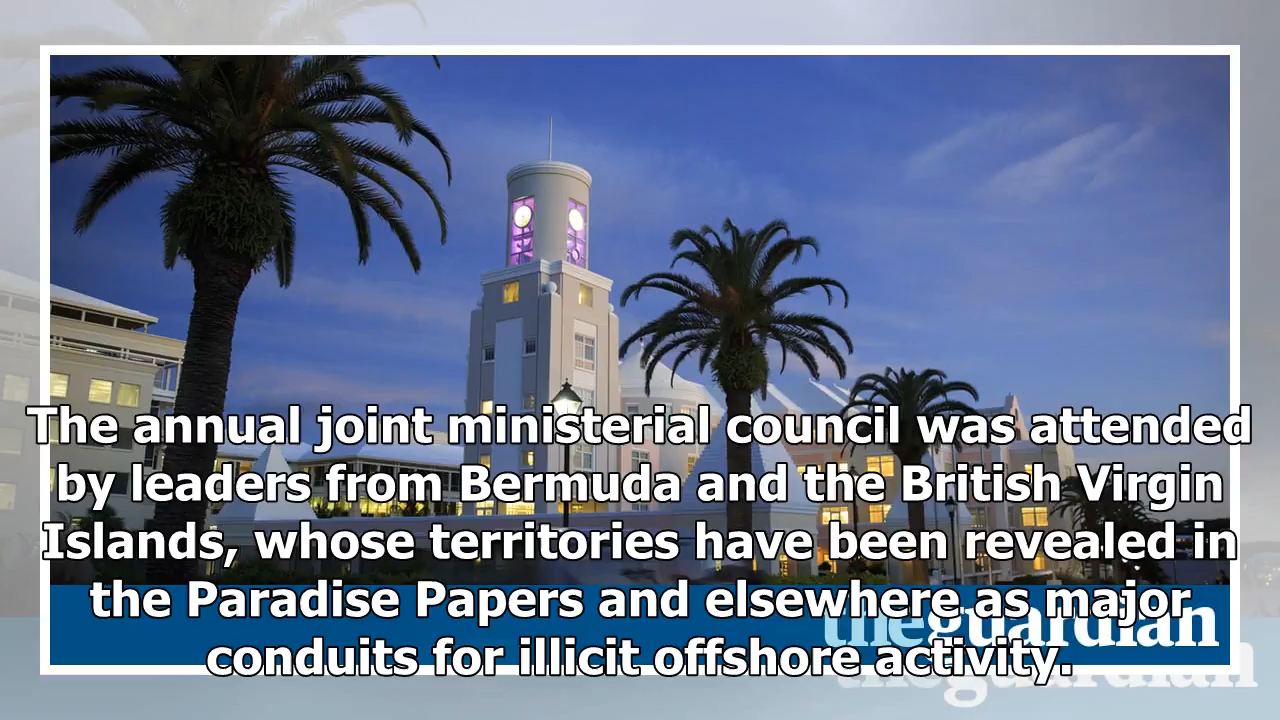 The annual joint ministerial council was attended
by leaders from Bermuda and the British Virgin
Islands, whose territories have been revealed in
the Paradise Papers and elsewhere as major
conduits for illicit offshore activity.
theguardian
theguardian